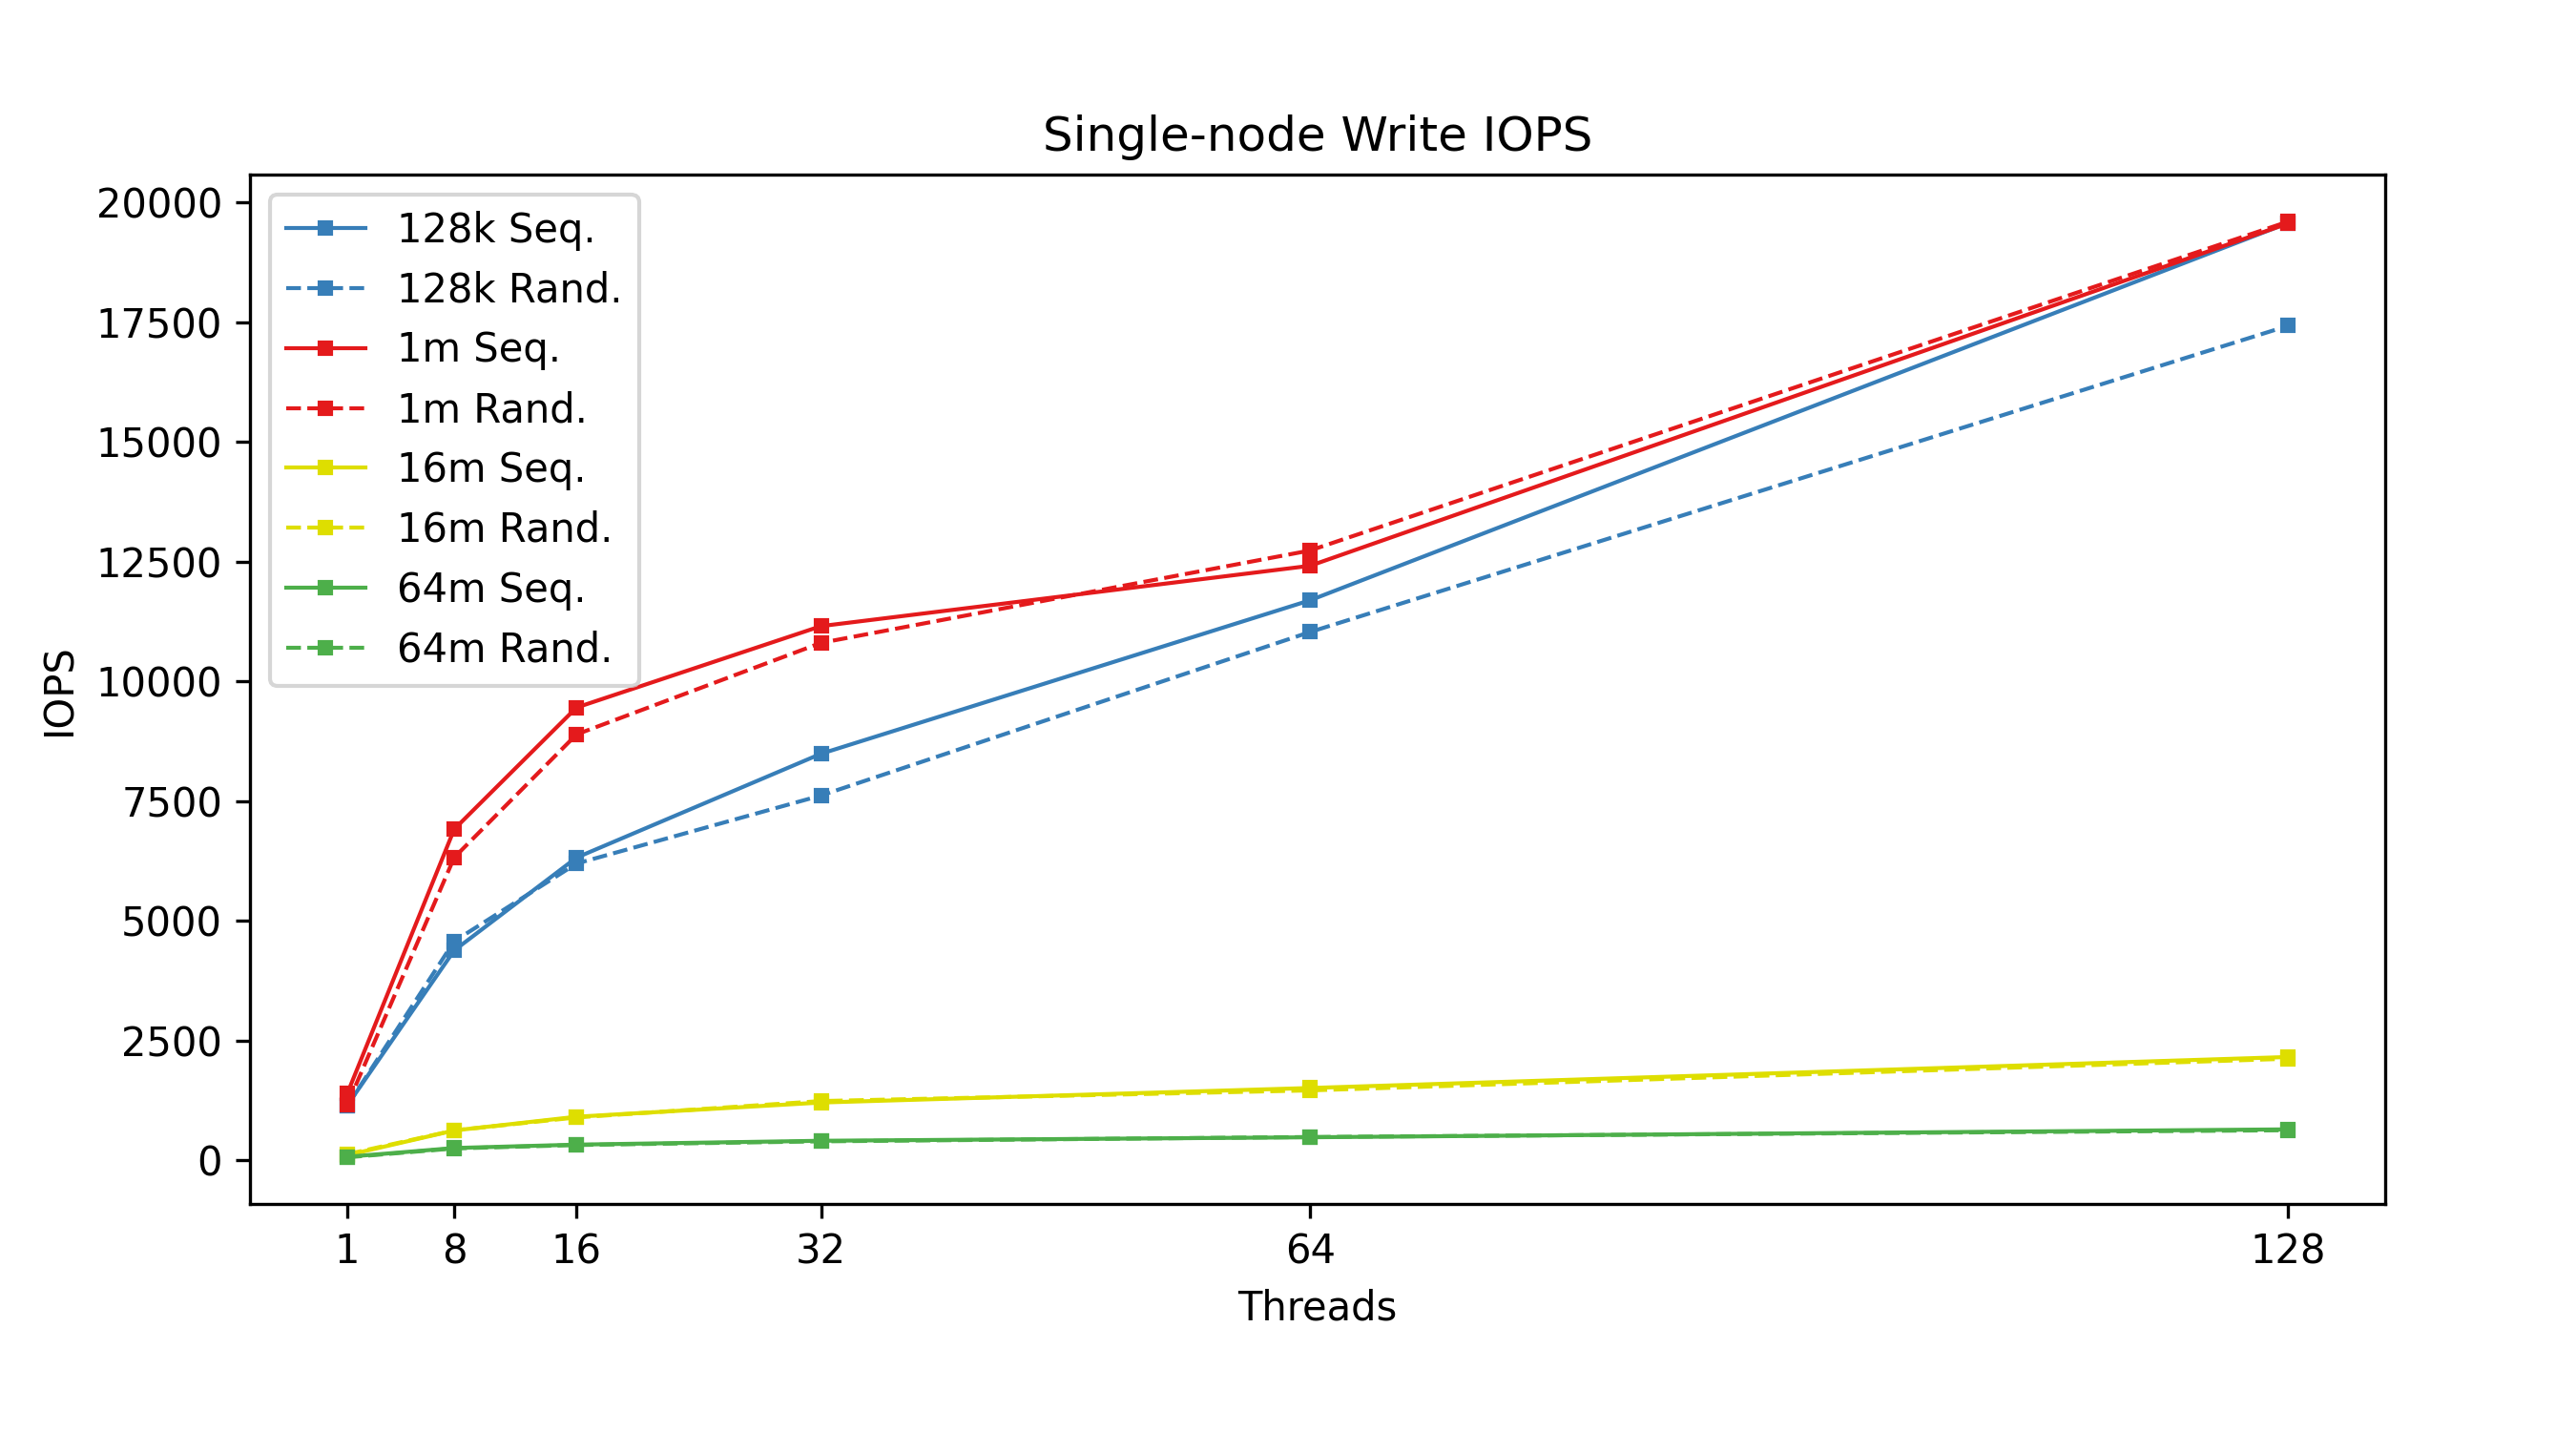 Single-node Write IOPS
20000
17500
15000
12500
10000
7500
5000
2500
0
IOPS
128k Seq.
128k Rand.
1m Seq.
1m Rand.
16m Seq.
16m Rand.
64m Seq.
64m Rand.
1 8 16 32 64 128
Threads